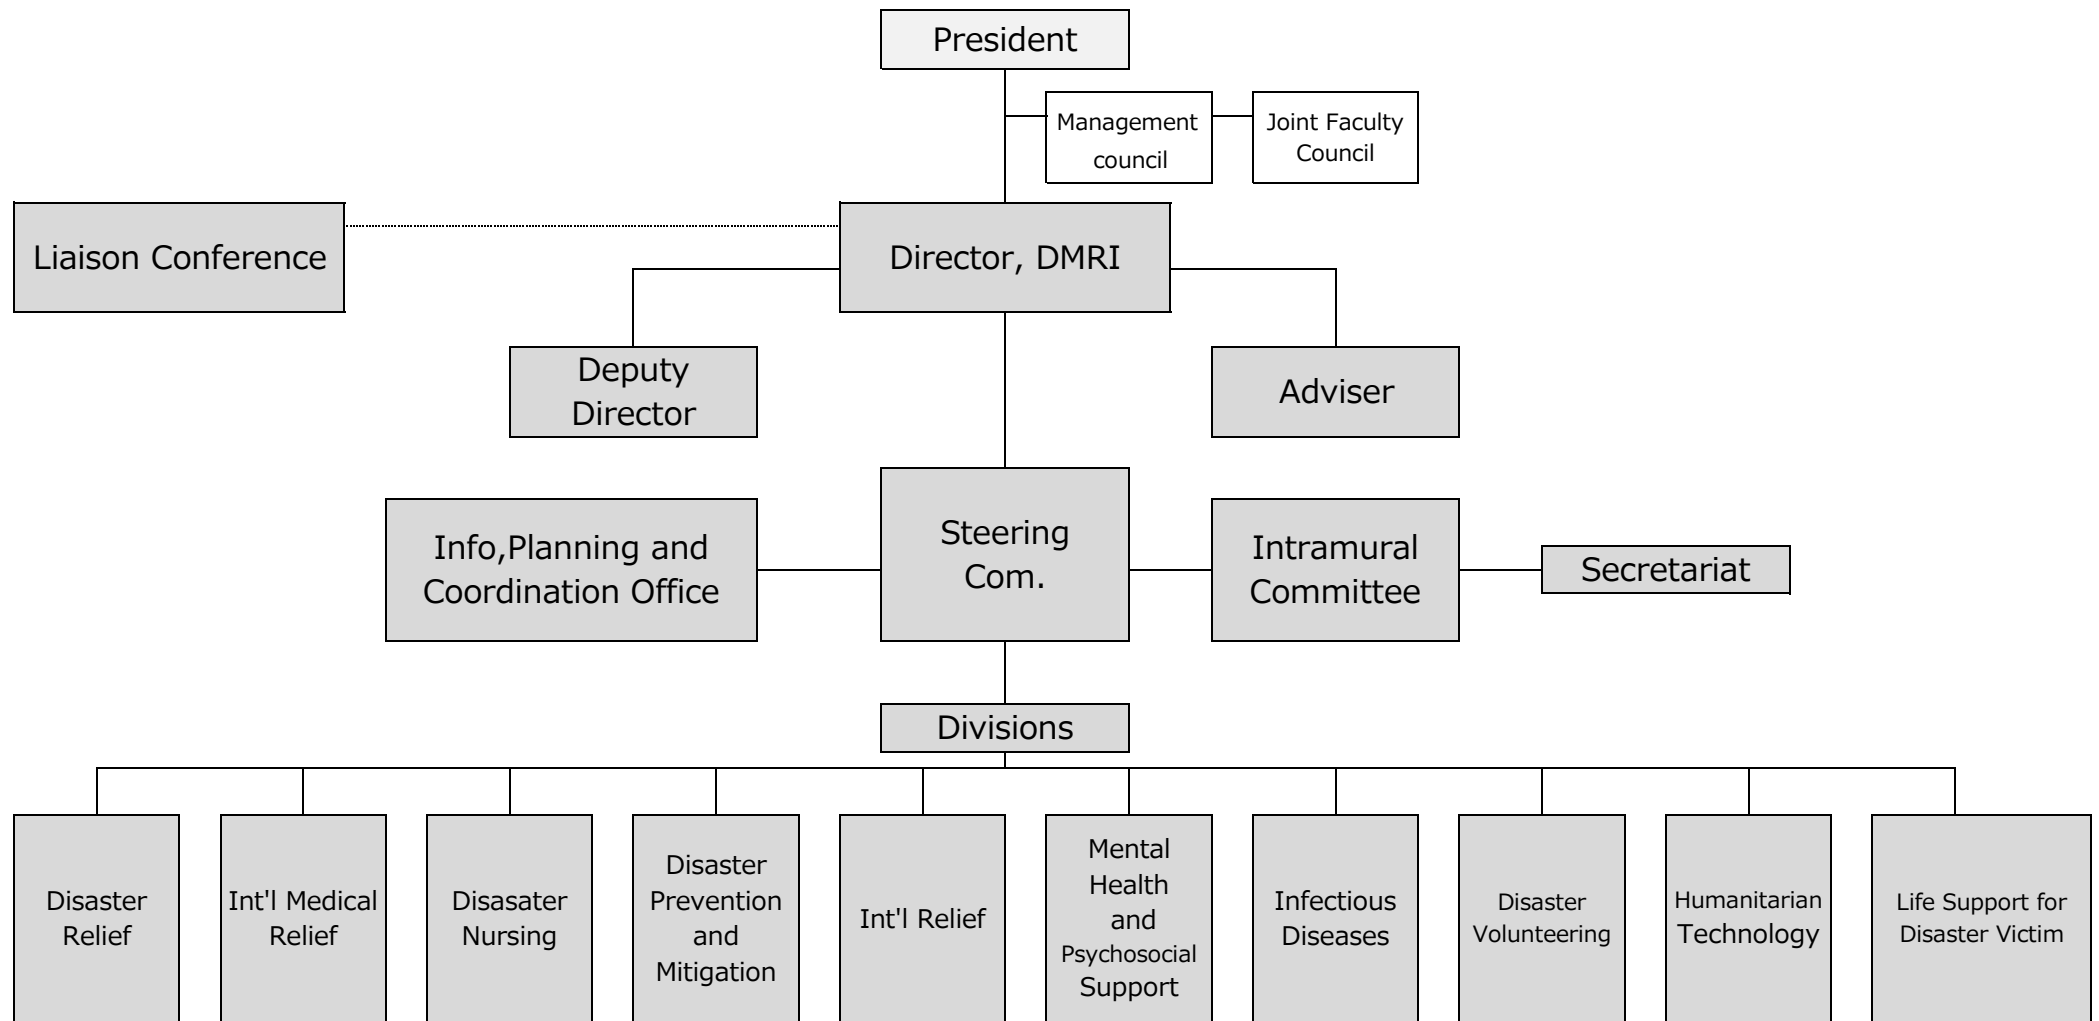 President
Management
council
Joint Faculty
Council
Liaison Conference
Director, DMRI
Deputy
Director
Adviser
Info,Planning and
Coordination Office
Steering
Com.
Intramural
Committee
Secretariat
Divisions
Disaster
Relief
Int'l Medical
Relief
Disasater
Nursing
Disaster
Prevention
and
Mitigation
Int'l Relief
Mental
Health
and
Psychosocial
Support
Infectious
Diseases
Disaster
Volunteering
Humanitarian
Technology
Life Support for
Disaster Victim